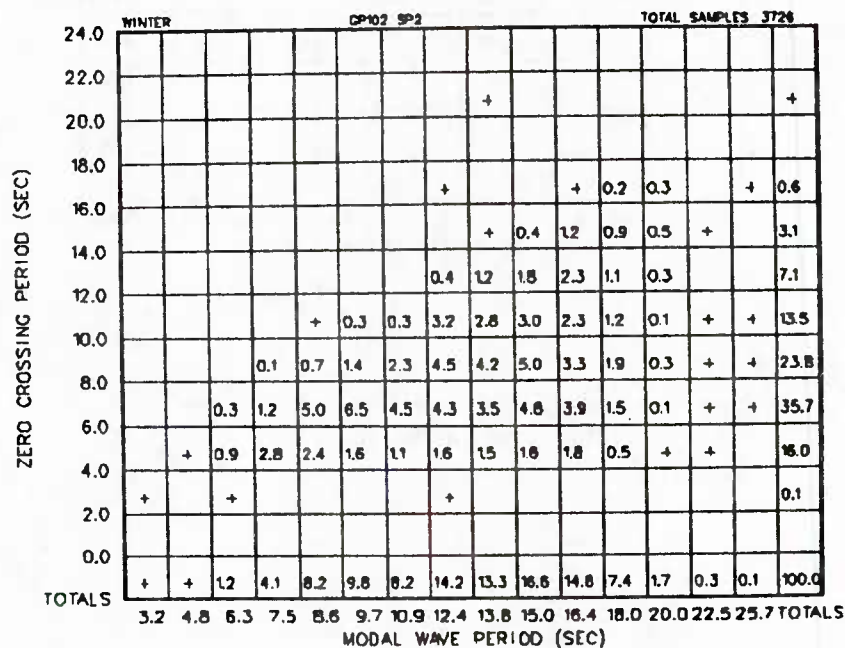 WINTER GP102 SP2 TOTAL SAMPLES 3726
24.0
22.0
+ +
20.0
18.0
+ + 0.2 0.3 + 0.6
16.0
+ 0.4 1.2 0.9 0.5 + 3.1
14.0
0.4 1.2 1.8 2.3 1.1 0.3 7.1
12.0
+ 0.3 0.3 3.2 2.8 3.0 2.3 1.2 0.1 + + 13.5
10.0
0.1 0.7 1.4 2.3 4.5 4.2 5.0 3.3 1.9 0.3 + + 23.8
8.0
0.3 1.2 5.0 6.5 4.5 4.3 3.5 4.8 3.9 1.5 0.1 + + 35.7
6.0
+ 0.9 2.8 2.4 1.6 1.1 1.6 1.5 1.6 1.8 0.5 + + 16.0
4.0
+ + + 0.1
2.0
0.0
+ + 1.2 4.1 8.2 9.8 8.2 14.2 13.3 16.6 14.8 7.4 1.7 0.3 0.1 100.0
TOTALS
3.2 4.8 6.3 7.5 8.6 9.7 10.9 12.4 13.8 15.0 16.4 18.0 20.0 22.5 25.7 TOTALS
MODAL WAVE PERIOD (SEC)
ZERO CROSSING PERIOD (SEC)